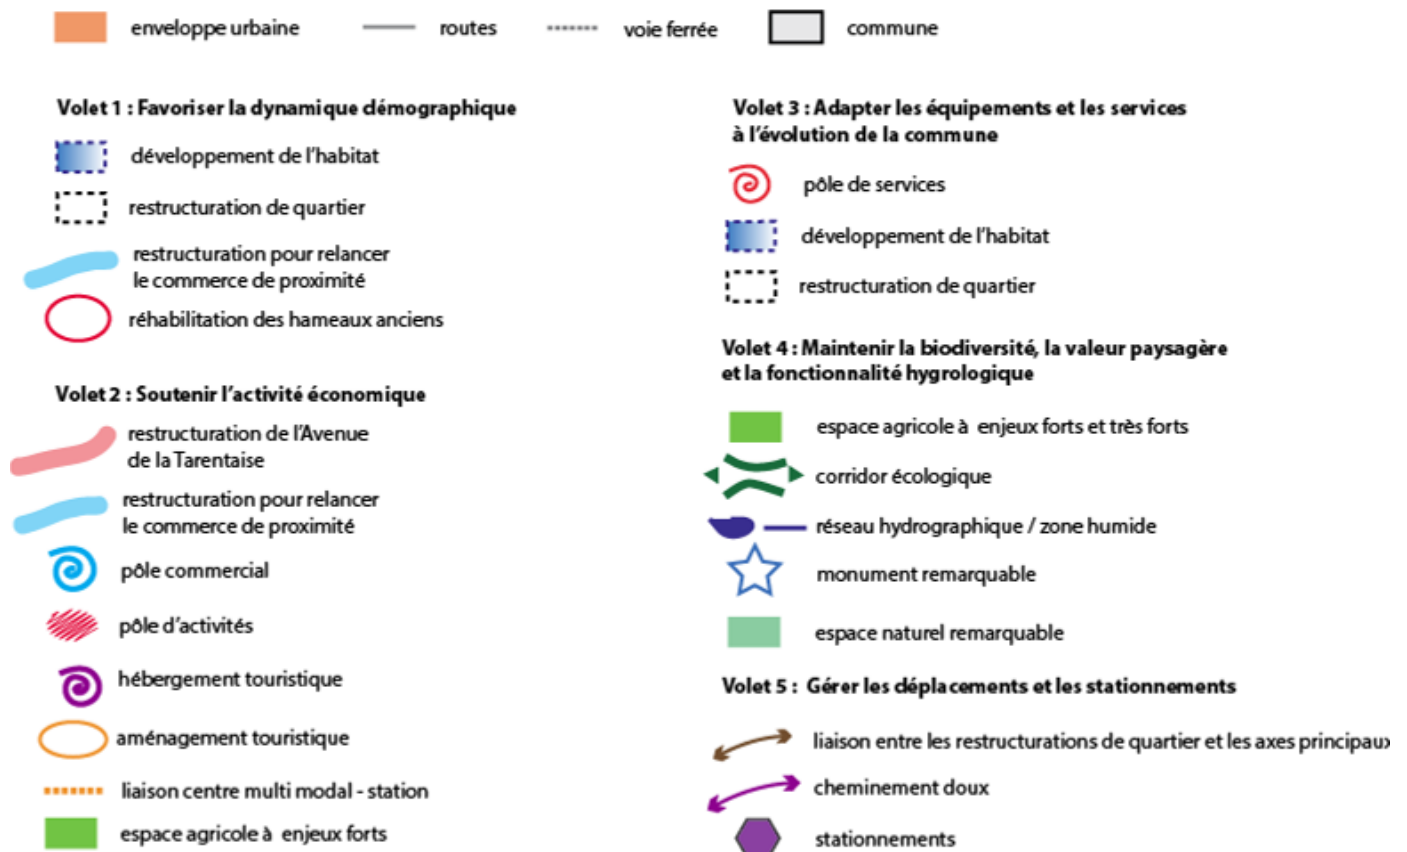 enveloppe urbaine
routes
voie ferrée
commune
Volet 1 : Favoriser la dynamique démographique
développement de l'habitat
restructuration de quartier
restructuration pour relancer
le commerce de proximité
réhabilitation des hameaux anciens
Volet 2 : Soutenir l'activité économique
restructuration de l'Avenue
de la Tarentaise
restructuration pour relancer
le commerce de proximité
pôle commercial
pôle d'activités
hébergement touristique
aménagement touristique
liaison centre multi modal - station
espace agricole à enjeux forts
Volet 3 : Adapter les équipements et les services
à l'évolution de la commune
pôle de services
développement de l'habitat
restructuration de quartier
Volet 4 : Maintenir la biodiversité, la valeur paysagère
et la fonctionnalité hygrologique
espace agricole à enjeux forts et très forts
corridor écologique
réseau hydrographique / zone humide
monument remarquable
espace naturel remarquable
Volet 5 : Gérer les déplacements et les stationnements
liaison entre les restructurations de quartier et les axes principaux
cheminement doux
stationnements